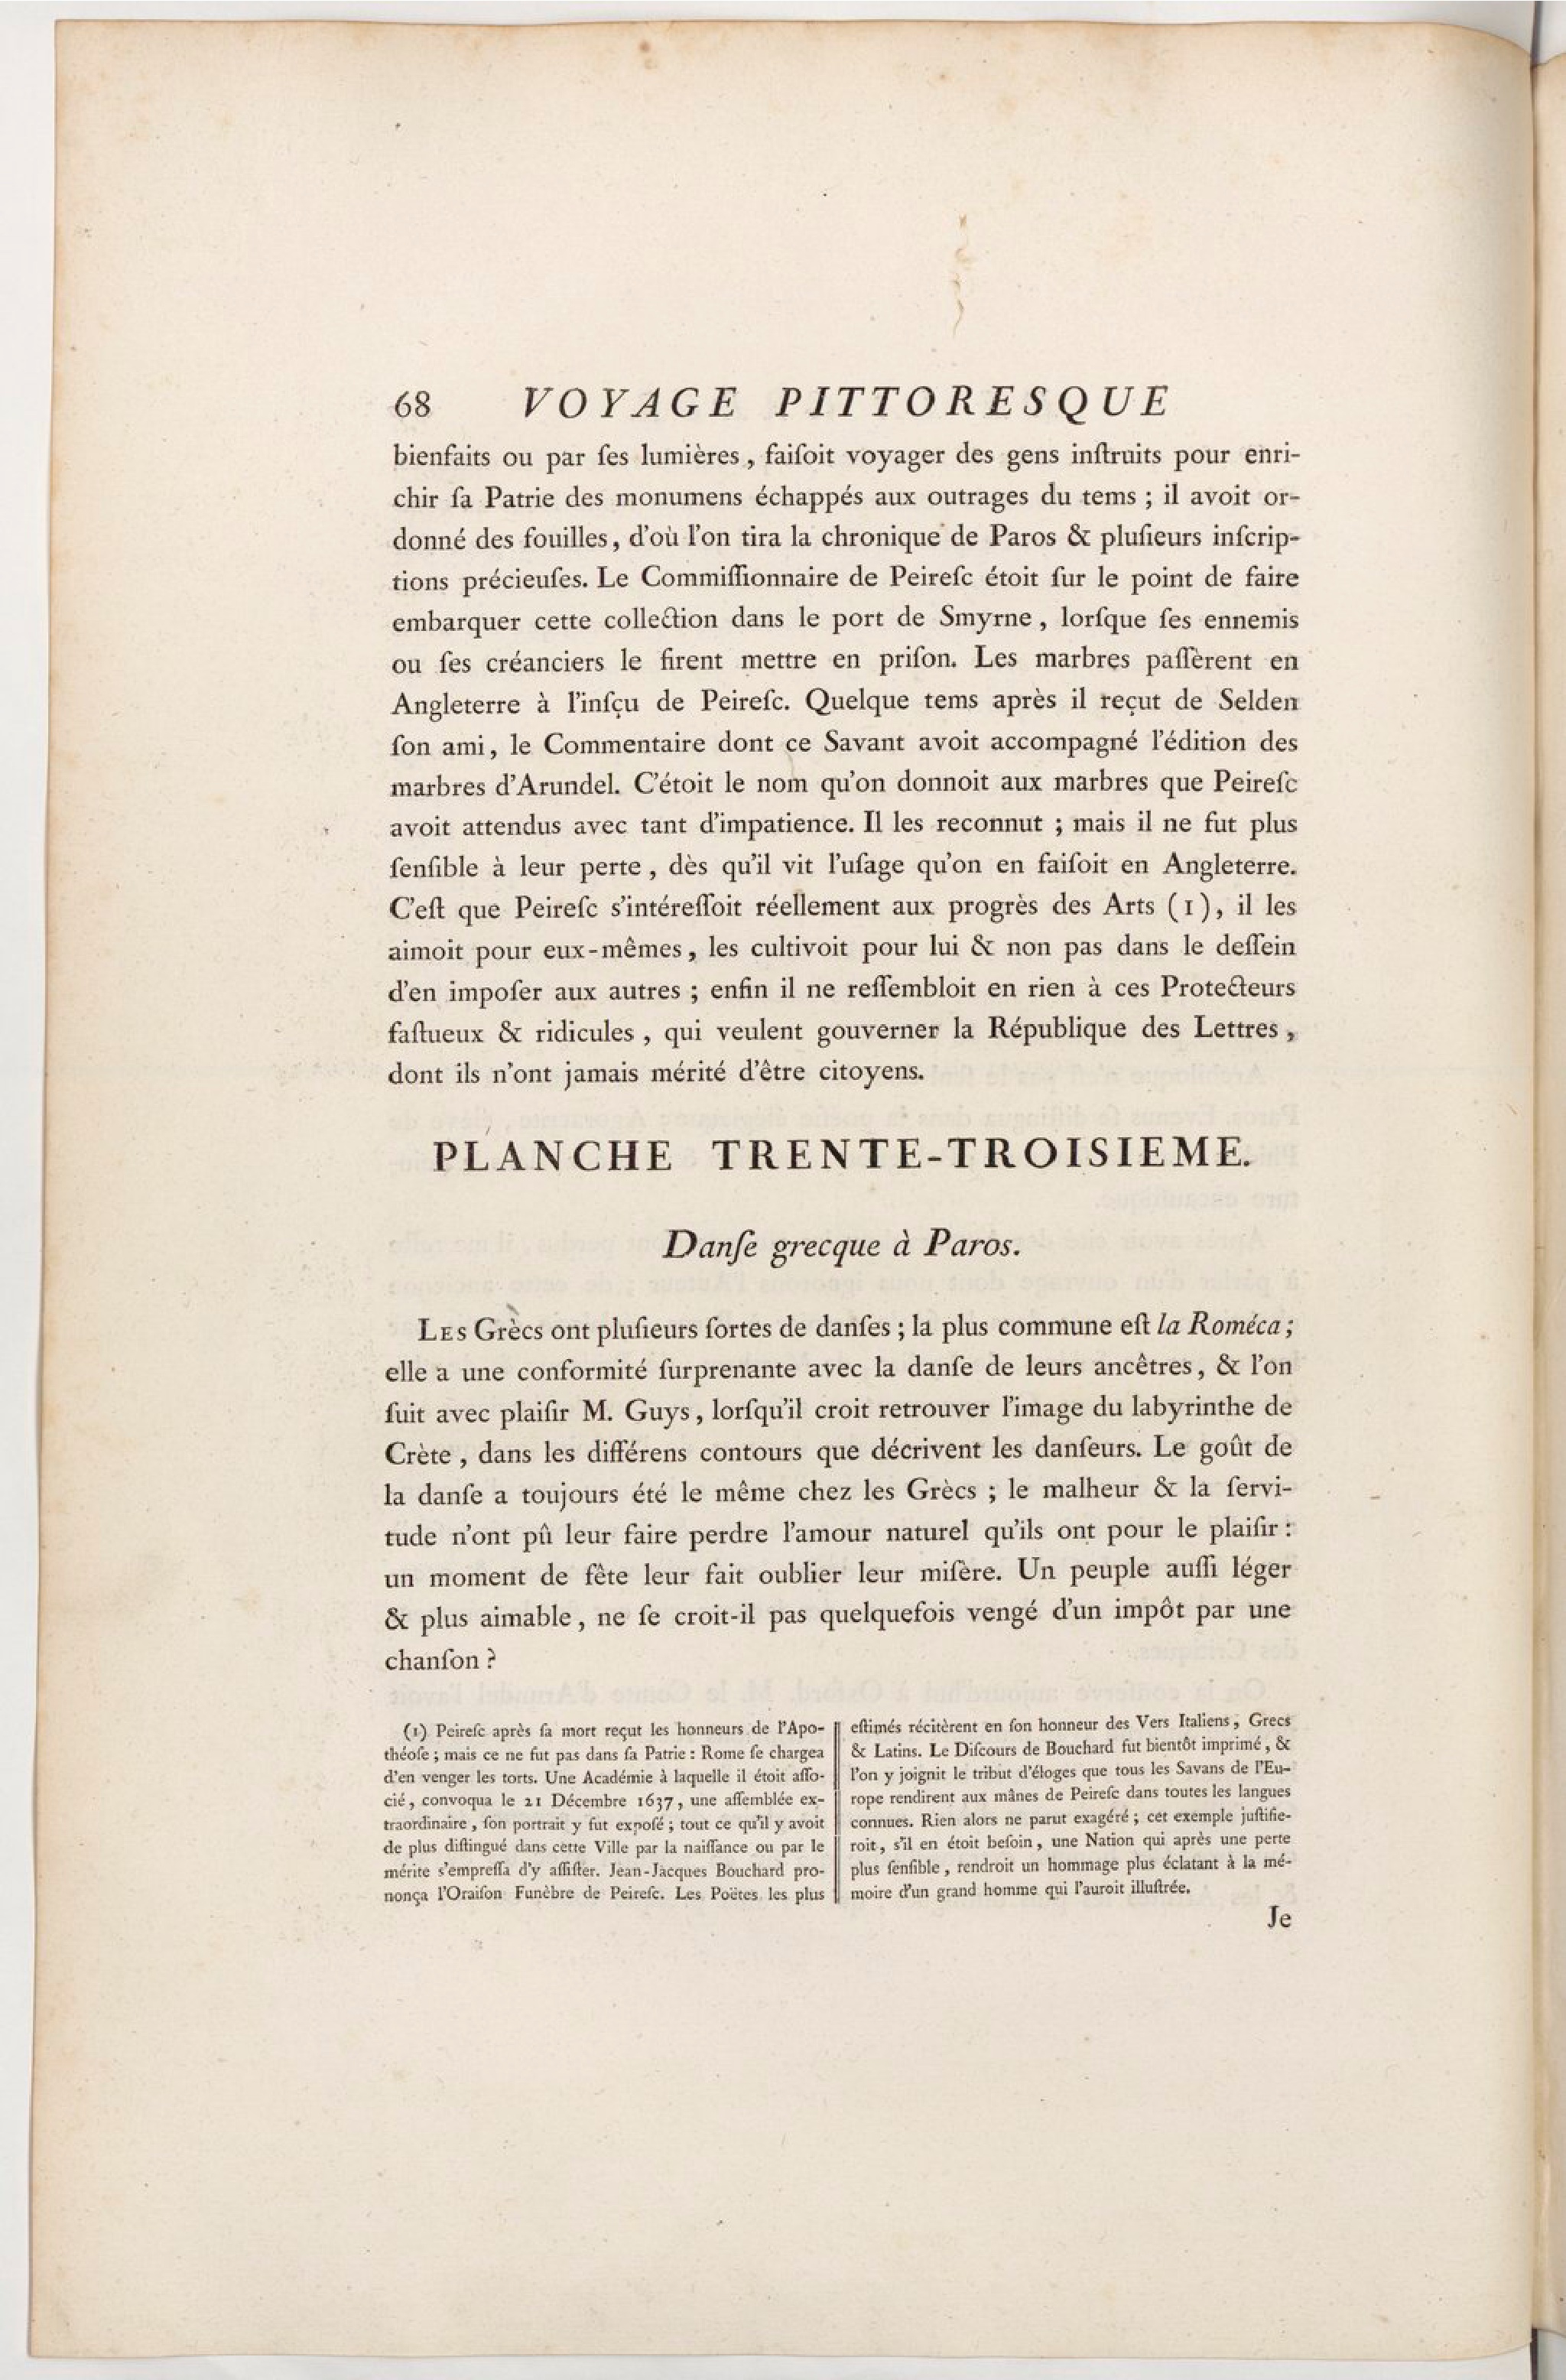 68 VOYAGE PITTORESQUE
bienfaits ou par ſes lumières, faiſoit voyager des gens inſtruits pour enri-
chir ſa Patrie des monumens échappés aux outrages du tems ; il avoit or-
donné des fouilles, d'où l'on tira la chronique de Paros & pluſieurs inſcrip-
tions précieuſes. Le Commiſſionnaire de Peireſc étoit ſur le point de faire
embarquer cette collection dans le port de Smyrne, lorſque ſes ennemis
ou ſes créanciers le firent mettre en priſon. Les marbres paſſèrent en
Angleterre à l'inſçu de Peireſc. Quelque tems après il reçut de Selden
ſon ami, le Commentaire dont ce Savant avoit accompagné l'édition des
marbres d'Arundel. C'étoit le nom qu'on donnoit aux marbres que Peireſc
avoit attendus avec tant d'impatience. Il les reconnut ; mais il ne fut plus
ſenſible à leur perte, dès qu'il vit l'uſage qu'on en faiſoit en Angleterre.
C'eſt que Peireſc s'intéreſſoit réellement aux progrès des Arts (1), il les
aimoit pour eux-mêmes, les cultivoit pour lui & non pas dans le deſſein
d'en impoſer aux autres ; enfin il ne reſſembloit en rien à ces Protecteurs
faſtueux & ridicules, qui veulent gouverner la République des Lettres,
dont ils n'ont jamais mérité d'être citoyens.
PLANCHE TRENTE-TROISIEME.
Danſe grecque à Paros.
LES Grècs ont pluſieurs ſortes de danſes ; la plus commune eſt la Roméca ;
elle a une conformité ſurprenante avec la danſe de leurs ancêtres, & l'on
ſuit avec plaiſir M. Guys, lorſqu'il croit retrouver l'image du labyrinthe de
Crète, dans les différens contours que décrivent les danſeurs. Le goût de
la danſe a toujours été le même chez les Grècs ; le malheur & la ſervi-
tude n'ont pû leur faire perdre l'amour naturel qu'ils ont pour le plaiſir :
un moment de fête leur fait oublier leur miſère. Un peuple auſſi léger
& plus aimable, ne ſe croit-il pas quelquefois vengé d'un impôt par une
chanſon ?
(1) Peireſc après ſa mort reçut les honneurs de l'Apo-
théoſe ; mais ce ne fut pas dans ſa Patrie : Rome ſe chargea
d'en venger les torts. Une Académie à laquelle il étoit aſſo-
cié, convoqua le 21 Décembre 1637, une aſſemblée ex-
traordinaire, ſon portrait y fut expoſé ; tout ce qu'il y avoit
de plus diſtingué dans cette Ville par la naiſſance ou par le
mérite s'empreſſa d'y aſſiſter. Jean-Jacques Bouchard pro-
nonça l'Oraiſon Funèbre de Peireſc. Les Poëtes les plus
eſtimés récitèrent en ſon honneur des Vers Italiens, Grecs
& Latins. Le Diſcours de Bouchard fut bientôt imprimé, &
l'on y joignit le tribut d'éloges que tous les Savans de l'Eu-
rope rendirent aux mânes de Peireſc dans toutes les langues
connues. Rien alors ne parut exagéré ; cet exemple juſtifie-
roit, s'il en étoit beſoin, une Nation qui après une perte
plus ſenſible, rendroit un hommage plus éclatant à la mé-
moire d'un grand homme qui l'auroit illuſtrée.
Je